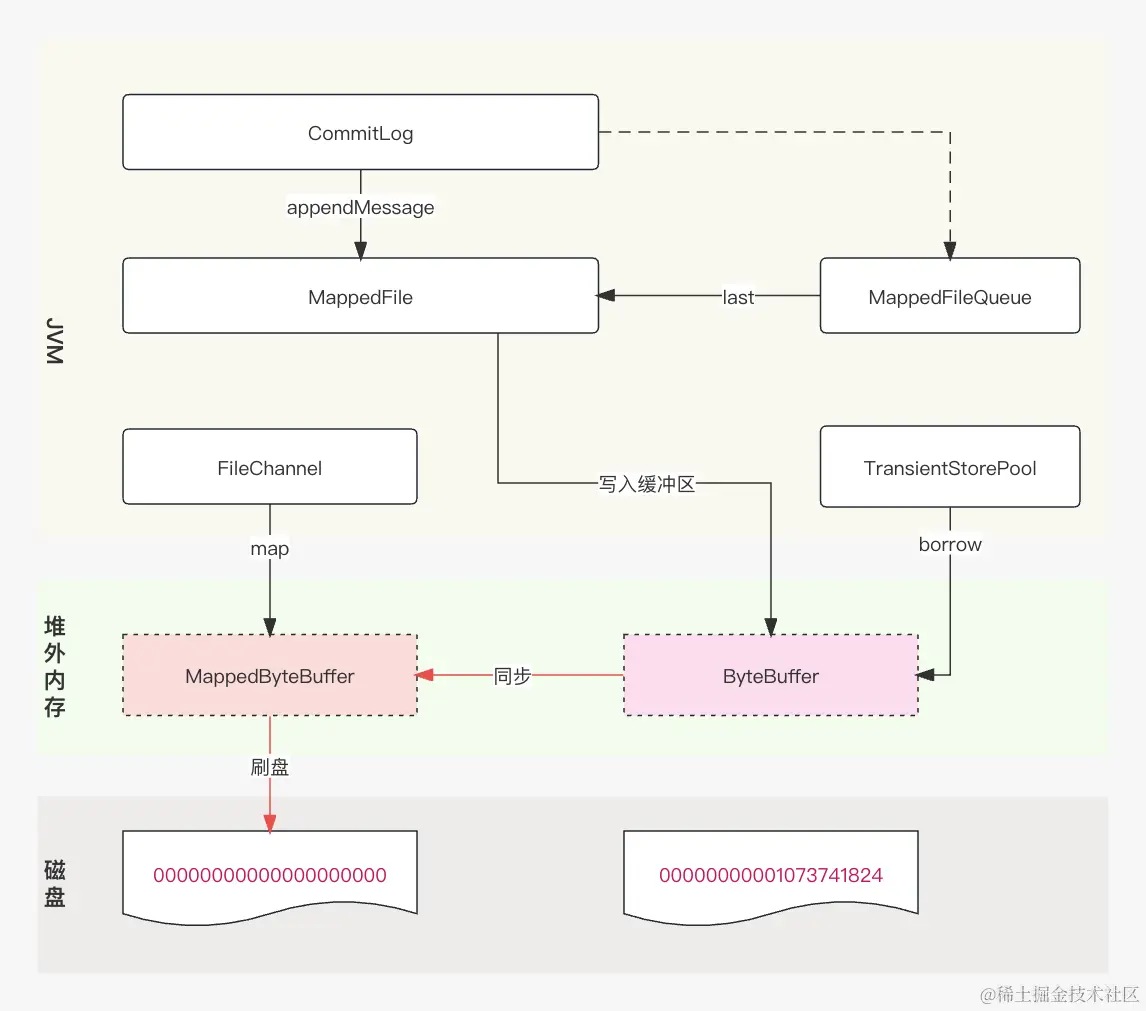 CommitLog
appendMessage
MappedFile
last
MappedFileQueue
JVM
FileChannel
写入缓冲区
TransientStorePool
map
borrow
堆外内存
MappedByteBuffer
同步
ByteBuffer
刷盘
磁盘
00000000000000000000
00000000001073741824
@稀土掘金技术社区